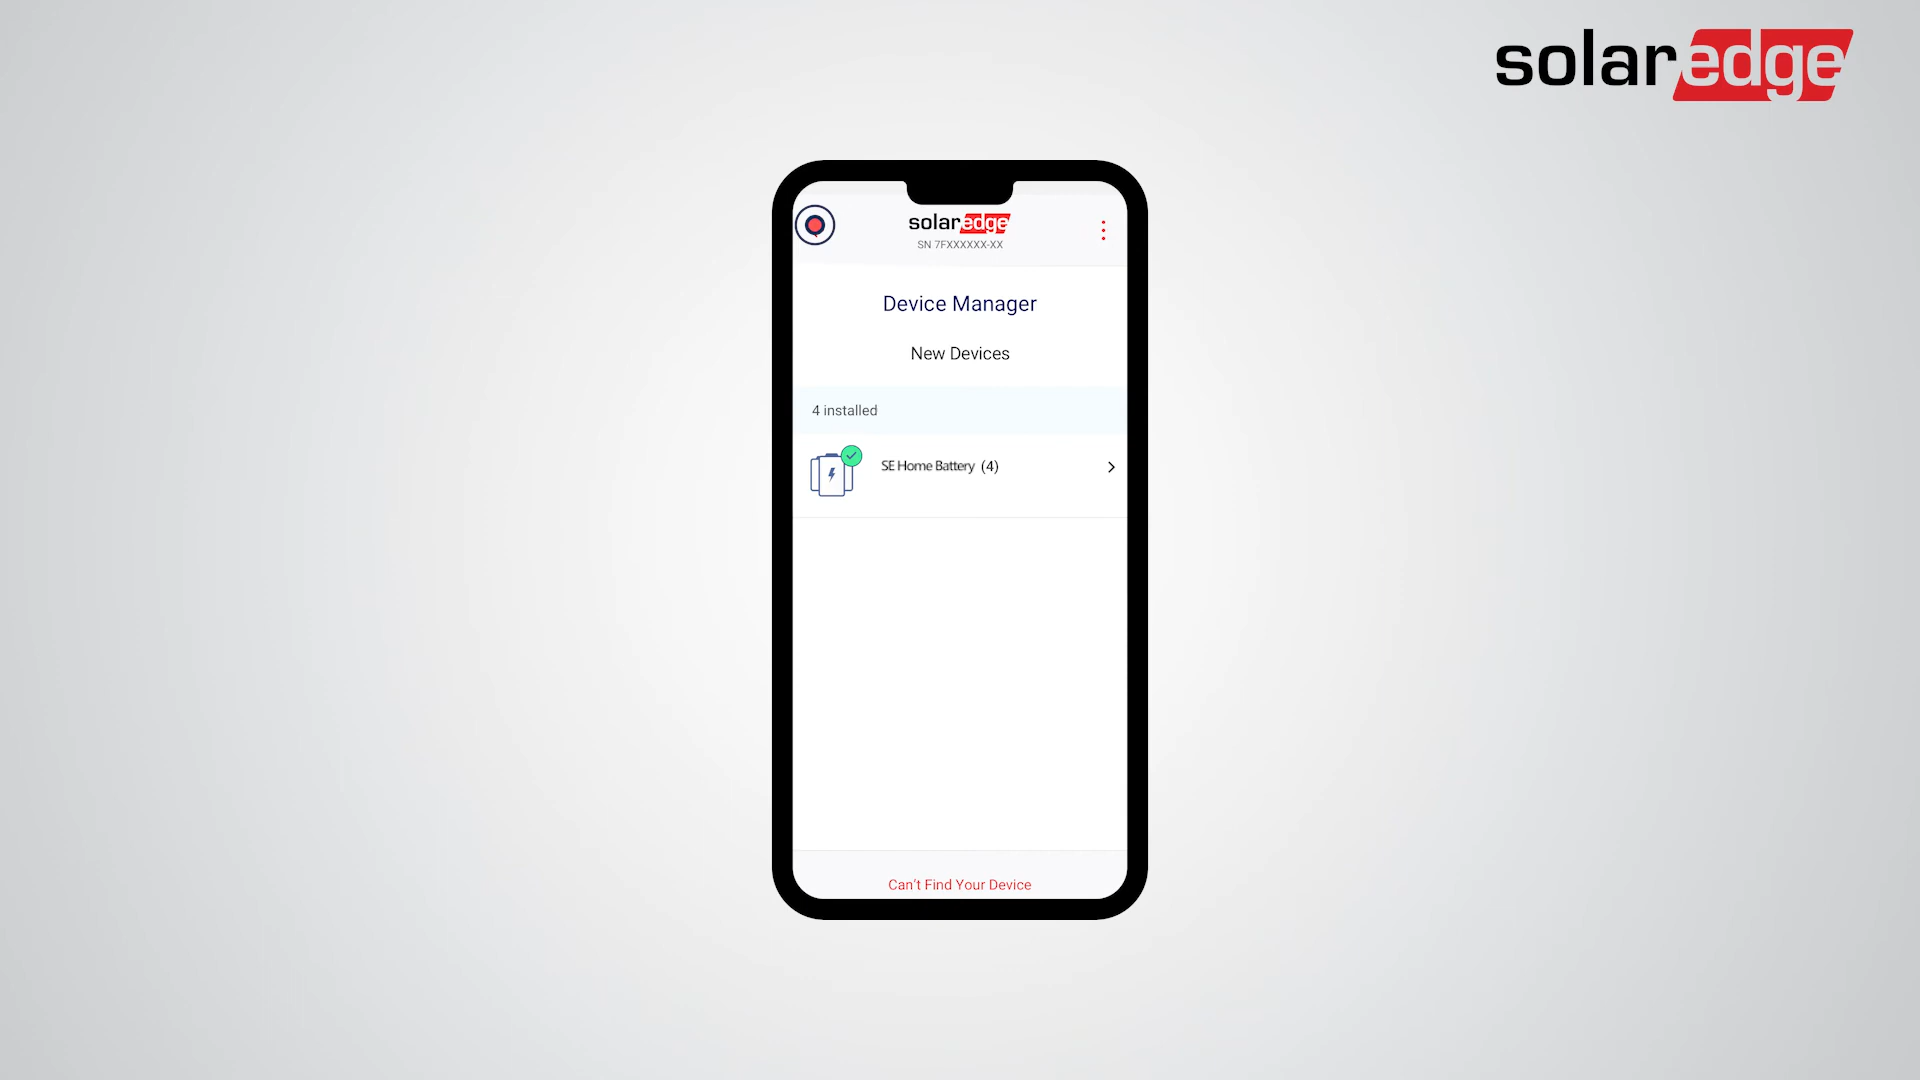 solaredge
solaredge
SN 7FXXXXXX-XX
Device Manager
New Devices
4 installed
SE Home Battery (4)
Can't Find Your Device